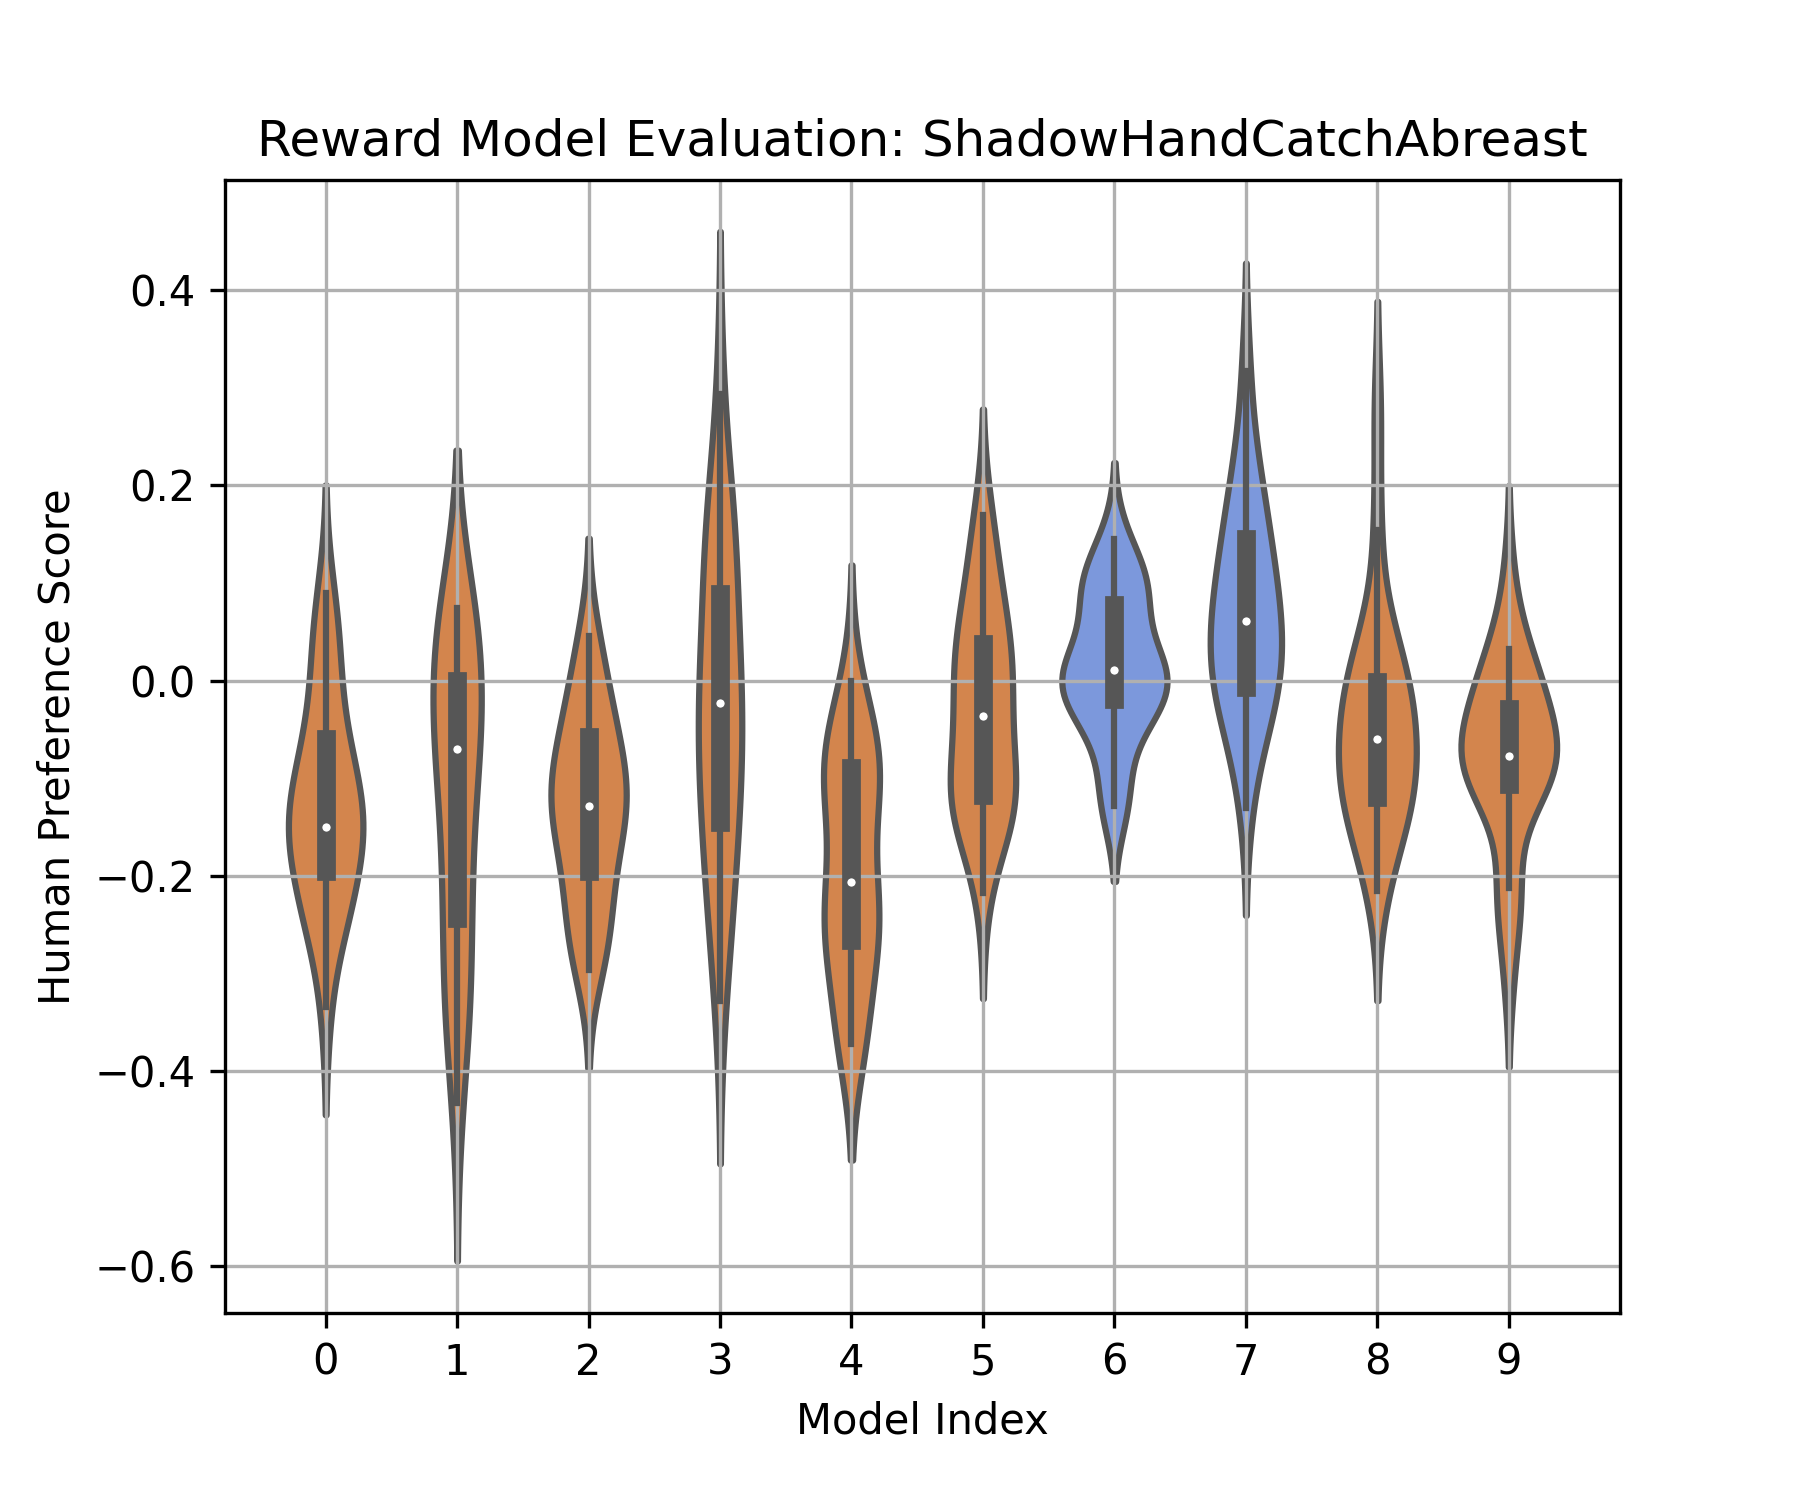 Reward Model Evaluation: ShadowHandCatchAbreast
Human Preference Score
0.4
0.2
0.0
−0.2
−0.4
−0.6
0 1 2 3 4 5 6 7 8 9
Model Index